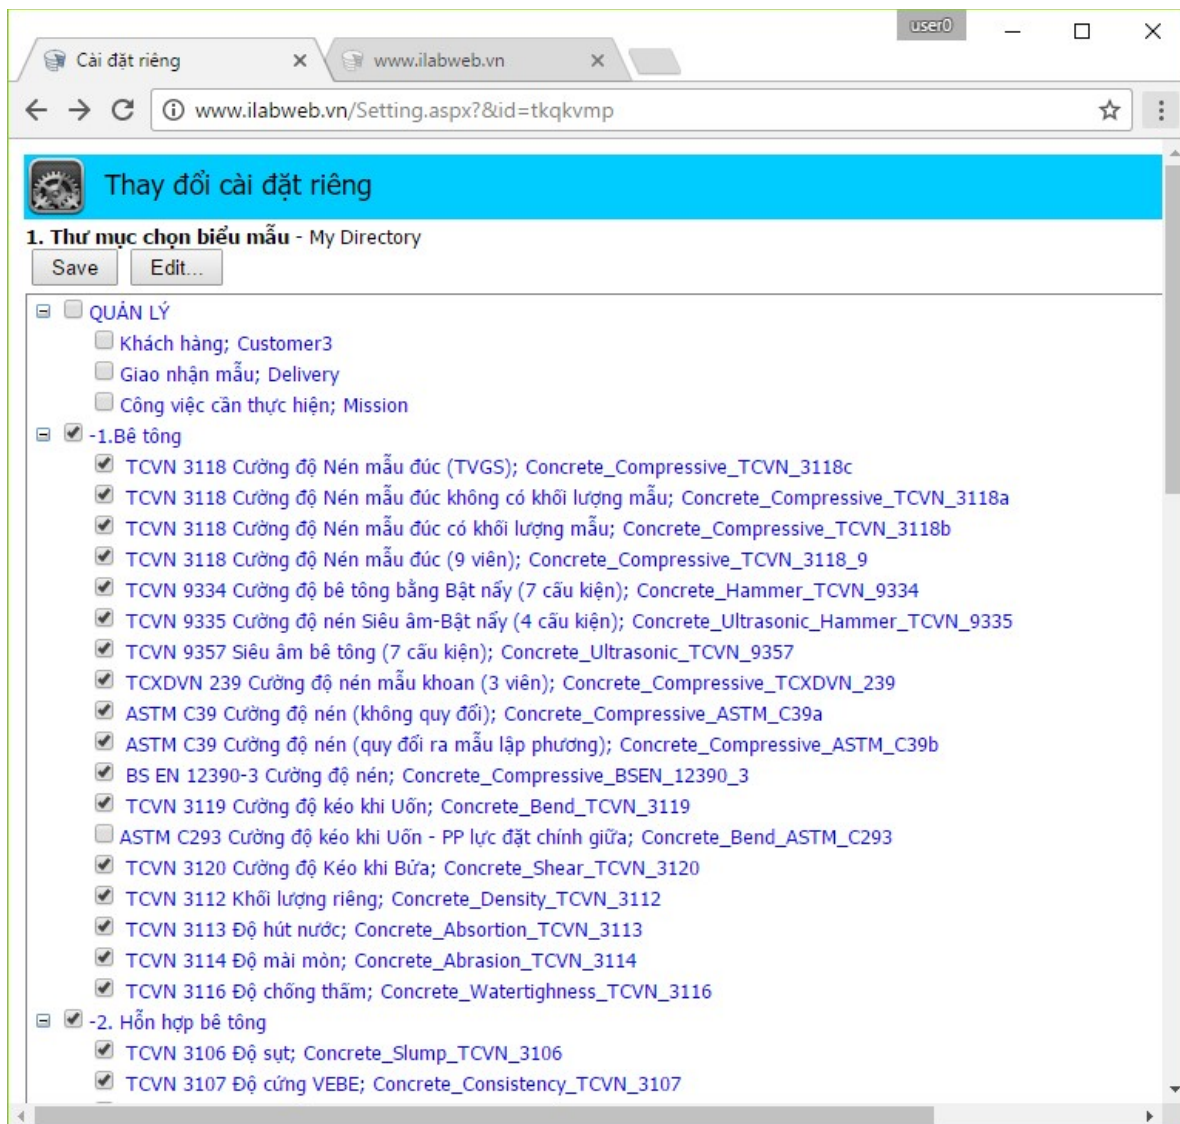 user0
Cài đặt riêng
www.ilabweb.vn
www.ilabweb.vn/Setting.aspx?&id=tkqkvmp
Thay đổi cài đặt riêng
1. Thư mục chọn biểu mẫu - My Directory
Save Edit...
QUẢN LÝ
Khách hàng; Customer3
Giao nhận mẫu; Delivery
Công việc cần thực hiện; Mission
-1.Bê tông
TCVN 3118 Cường độ Nén mẫu đúc (TVGS); Concrete_Compressive_TCVN_3118c
TCVN 3118 Cường độ Nén mẫu đúc không có khối lượng mẫu; Concrete_Compressive_TCVN_3118a
TCVN 3118 Cường độ Nén mẫu đúc có khối lượng mẫu; Concrete_Compressive_TCVN_3118b
TCVN 3118 Cường độ Nén mẫu đúc (9 viên); Concrete_Compressive_TCVN_3118_9
TCVN 9334 Cường độ bê tông bằng Bật nẩy (7 cấu kiện); Concrete_Hammer_TCVN_9334
TCVN 9335 Cường độ nén Siêu âm-Bật nẩy (4 cấu kiện); Concrete_Ultrasonic_Hammer_TCVN_9335
TCVN 9357 Siêu âm bê tông (7 cấu kiện); Concrete_Ultrasonic_TCVN_9357
TCXDVN 239 Cường độ nén mẫu khoan (3 viên); Concrete_Compressive_TCXDVN_239
ASTM C39 Cường độ nén (không quy đổi); Concrete_Compressive_ASTM_C39a
ASTM C39 Cường độ nén (quy đổi ra mẫu lập phương); Concrete_Compressive_ASTM_C39b
BS EN 12390-3 Cường độ nén; Concrete_Compressive_BSEN_12390_3
TCVN 3119 Cường độ kéo khi Uốn; Concrete_Bend_TCVN_3119
ASTM C293 Cường độ kéo khi Uốn - PP lực đặt chính giữa; Concrete_Bend_ASTM_C293
TCVN 3120 Cường độ Kéo khi Bửa; Concrete_Shear_TCVN_3120
TCVN 3112 Khối lượng riêng; Concrete_Density_TCVN_3112
TCVN 3113 Độ hút nước; Concrete_Absortion_TCVN_3113
TCVN 3114 Độ mài mòn; Concrete_Abrasion_TCVN_3114
TCVN 3116 Độ chống thấm; Concrete_Watertighness_TCVN_3116
-2. Hỗn hợp bê tông
TCVN 3106 Độ sụt; Concrete_Slump_TCVN_3106
TCVN 3107 Độ cứng VEBE; Concrete_Consistency_TCVN_3107